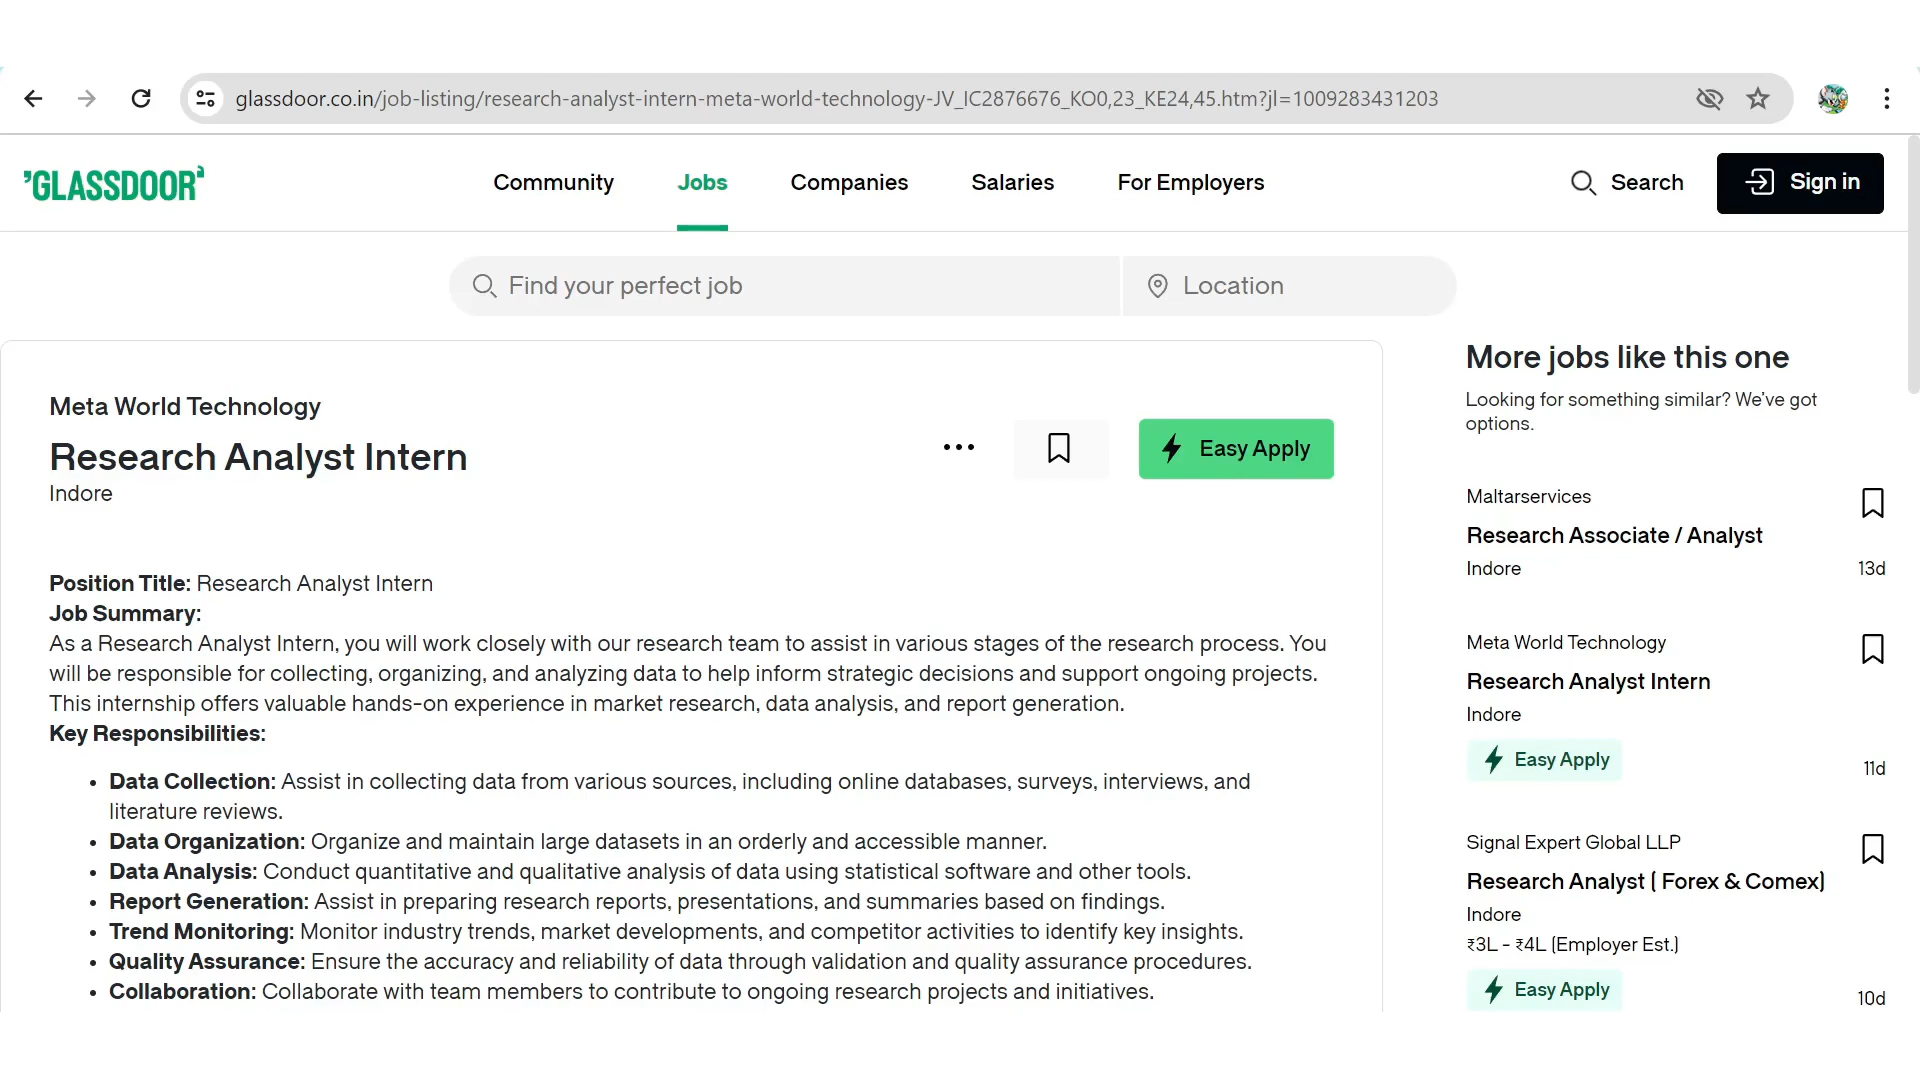 glassdoor.co.in/job-listing/research-analyst-intern-meta-world-technology-JV_IC2876676_KO0,23_KE24,45.htm?jl=1009283431203
GLASSDOOR
Community
Jobs
Companies
Salaries
For Employers
Search
Sign in
Find your perfect job
Location
Meta World Technology
Research Analyst Intern
Indore
Easy Apply
Position Title: Research Analyst Intern
Job Summary:
As a Research Analyst Intern, you will work closely with our research team to assist in various stages of the research process. You
will be responsible for collecting, organizing, and analyzing data to help inform strategic decisions and support ongoing projects.
This internship offers valuable hands-on experience in market research, data analysis, and report generation.
Key Responsibilities:
• Data Collection: Assist in collecting data from various sources, including online databases, surveys, interviews, and
literature reviews.
• Data Organization: Organize and maintain large datasets in an orderly and accessible manner.
• Data Analysis: Conduct quantitative and qualitative analysis of data using statistical software and other tools.
• Report Generation: Assist in preparing research reports, presentations, and summaries based on findings.
• Trend Monitoring: Monitor industry trends, market developments, and competitor activities to identify key insights.
• Quality Assurance: Ensure the accuracy and reliability of data through validation and quality assurance procedures.
• Collaboration: Collaborate with team members to contribute to ongoing research projects and initiatives.
More jobs like this one
Looking for something similar? We've got
options.
Maltarservices
Research Associate / Analyst
Indore
13d
Meta World Technology
Research Analyst Intern
Indore
Easy Apply
11d
Signal Expert Global LLP
Research Analyst ( Forex & Comex)
Indore
₹3L - ₹4L (Employer Est.)
Easy Apply
10d